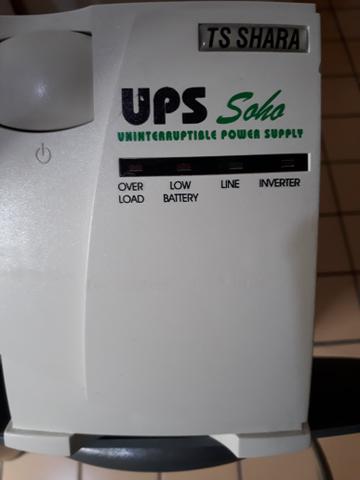 TS SHARA
UPS Soho
UNINTERRUPTIBLE POWER SUPPLY
OVER LOAD
LOW BATTERY
LINE
INVERTER